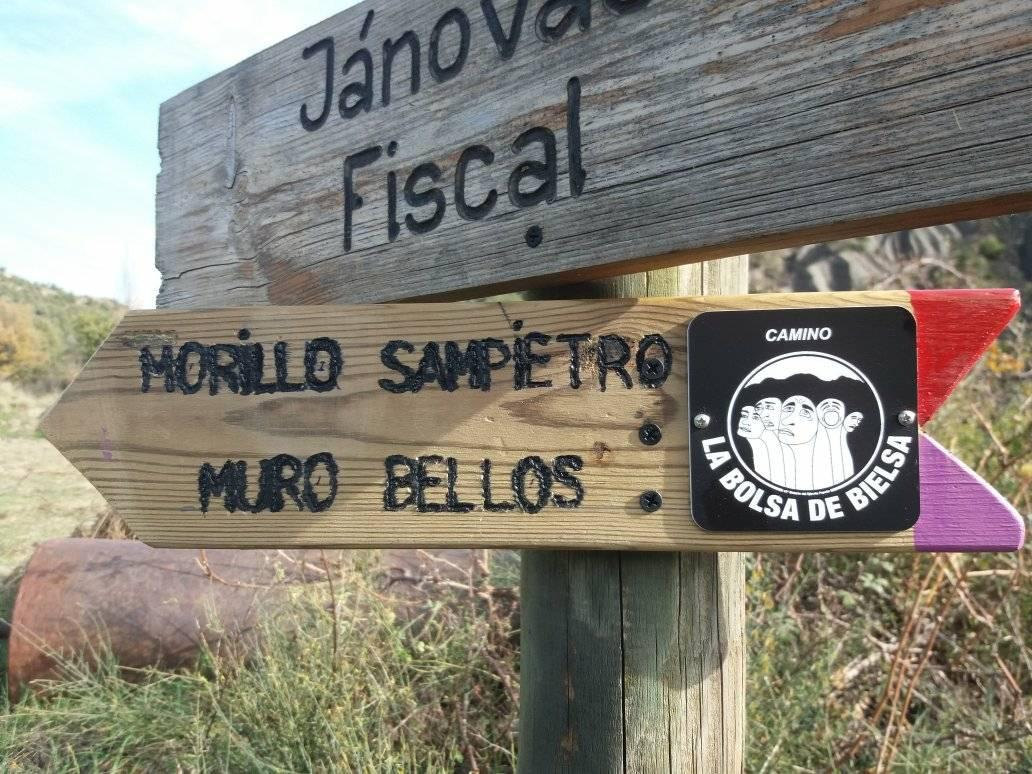 Jánovas
Fiscal
MORILLO SAMPIETRO
MURO BELLOS
CAMINO
LA BOLSA DE BIELSA